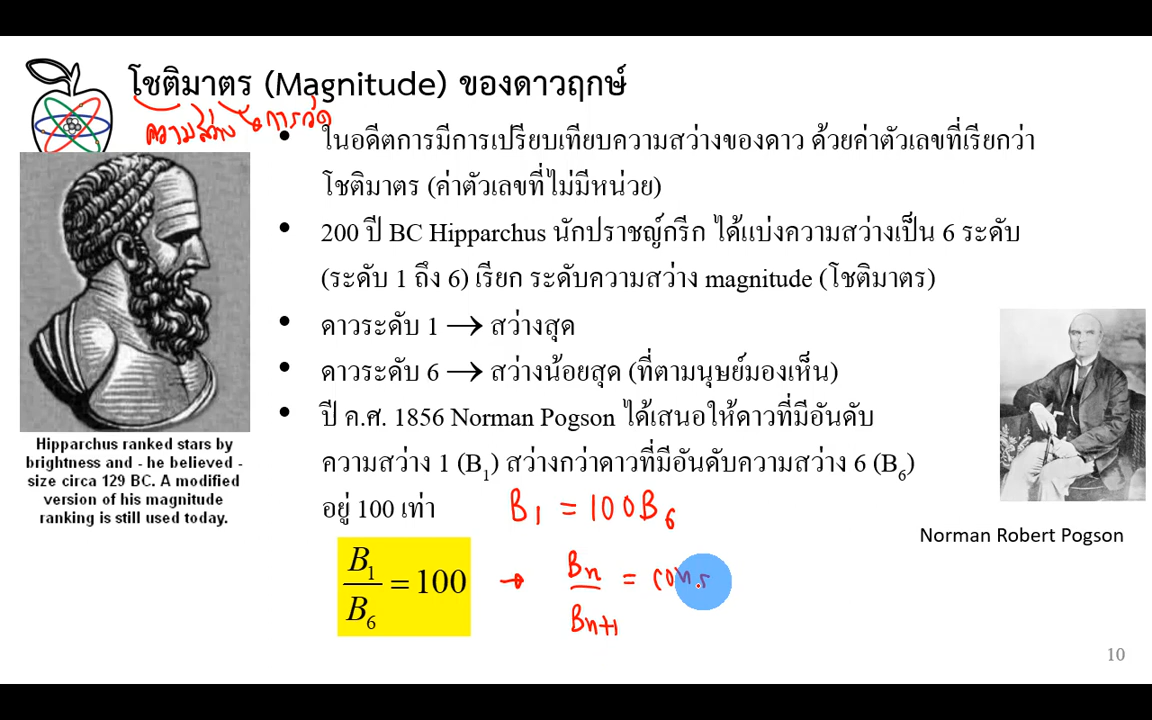 โชติมาตร (Magnitude) ของดาวฤกษ์
ความสว่าง การวัด
• ในอดีตการมีการเปรียบเทียบความสว่างของดาว ด้วยค่าตัวเลขที่เรียกว่า
โชติมาตร (ค่าตัวเลขที่ไม่มีหน่วย)
• 200 ปี BC Hipparchus นักปราชญ์กรีก ได้แบ่งความสว่างเป็น 6 ระดับ
(ระดับ 1 ถึง 6) เรียก ระดับความสว่าง magnitude (โชติมาตร)
• ดาวระดับ 1 → สว่างสุด
• ดาวระดับ 6 → สว่างน้อยสุด (ที่ตามนุษย์มองเห็น)
• ปี ค.ศ. 1856 Norman Pogson ได้เสนอให้ดาวที่มีอันดับ
ความสว่าง 1 (B₁) สว่างกว่าดาวที่มีอันดับความสว่าง 6 (B₆)
อยู่ 100 เท่า B₁ = 100B₆
B₁/B₆ = 100 → Bn/Bn+1 = cons
Hipparchus ranked stars by
brightness and - he believed -
size circa 129 BC. A modified
version of his magnitude
ranking is still used today.
Norman Robert Pogson
10